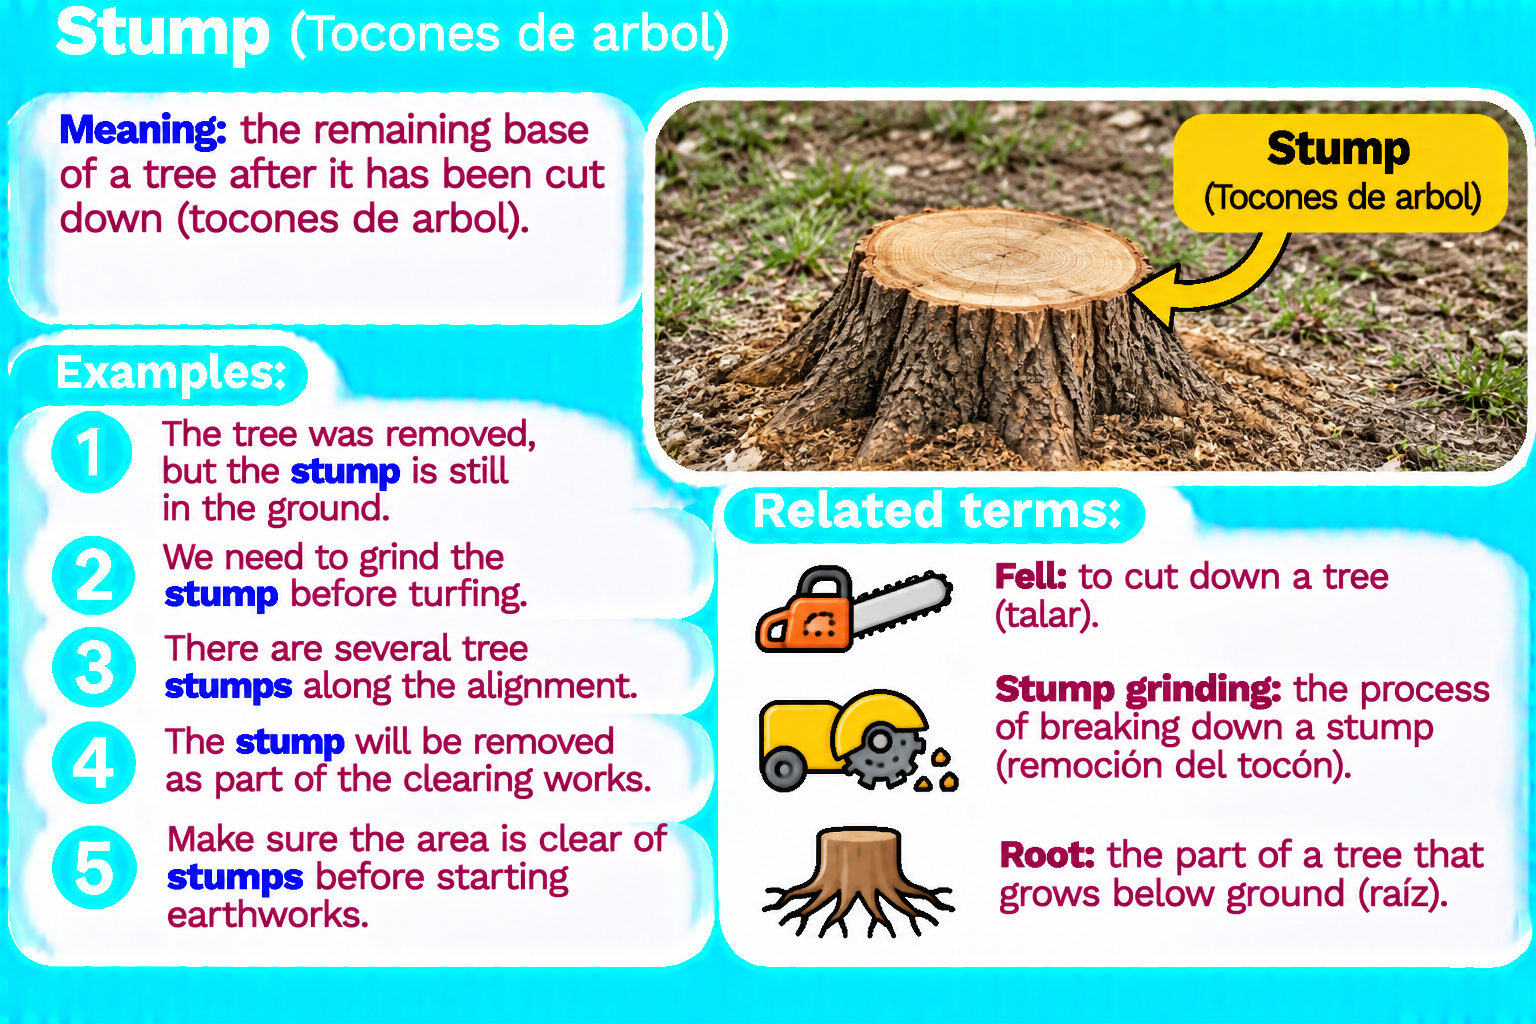 Stump (Tocones de arbol)
Meaning: the remaining base
of a tree after it has been cut
down (tocones de arbol).
Stump
(Tocones de arbol)
Examples:
1
The tree was removed,
but the stump is still
in the ground.
2
We need to grind the
stump before turfing.
3
There are several tree
stumps along the alignment.
4
The stump will be removed
as part of the clearing works.
5
Make sure the area is clear of
stumps before starting
earthworks.
Related terms:
Fell: to cut down a tree
(talar).
Stump grinding: the process
of breaking down a stump
(remoción del tocón).
Root: the part of a tree that
grows below ground (raíz).